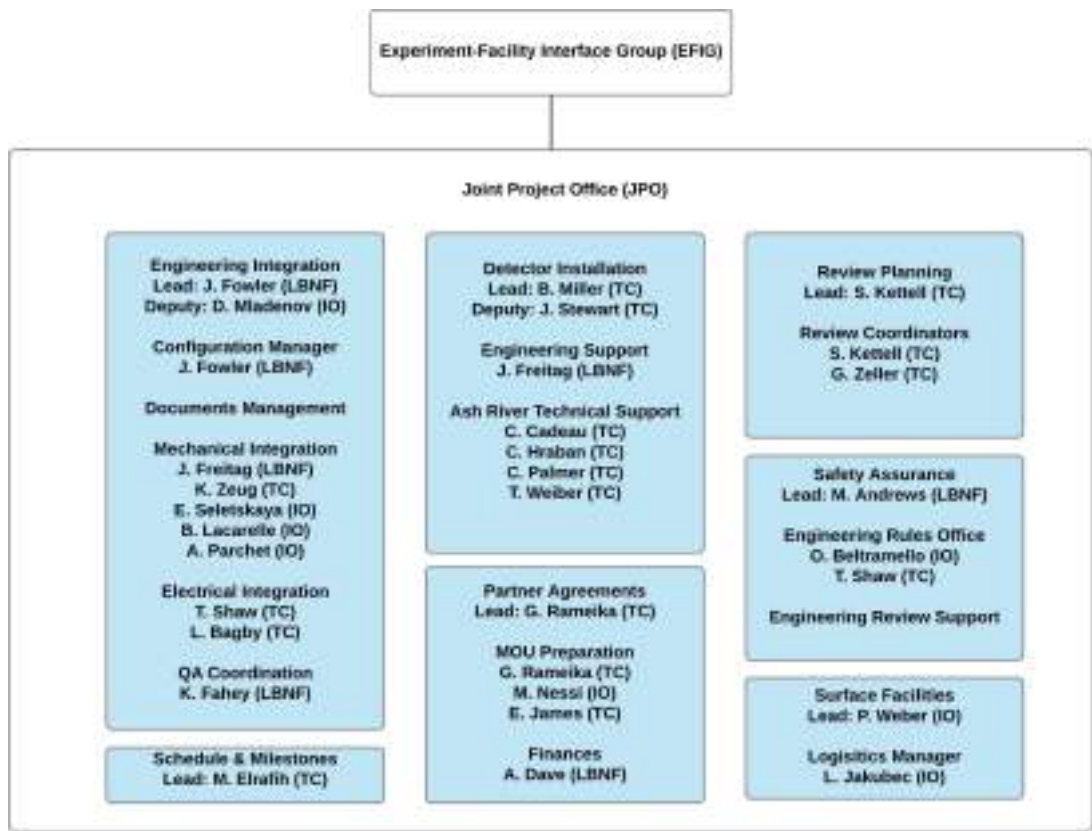 Experiment-Facility Interface Group (EFIG)
Joint Project Office (JPO)
Engineering Integration
Lead: J. Fowler (LBNF)
Deputy: D. Mladenov (IO)
Configuration Manager
J. Fowler (LBNF)
Documents Management
Mechanical Integration
J. Freitag (LBNF)
K. Zeug (TC)
E. Seletskaya (IO)
B. Lacarelle (IO)
A. Parchet (IO)
Electrical Integration
T. Shaw (TC)
L. Bagby (TC)
QA Coordination
K. Fahey (LBNF)
Schedule & Milestones
Lead: M. Elrafih (TC)
Detector Installation
Lead: B. Miller (TC)
Deputy: J. Stewart (TC)
Engineering Support
J. Freitag (LBNF)
Ash River Technical Support
C. Cadeau (TC)
C. Hraban (TC)
C. Palmer (TC)
T. Weiber (TC)
Partner Agreements
Lead: G. Rameika (TC)
MOU Preparation
G. Rameika (TC)
M. Nessi (IO)
E. James (TC)
Finances
A. Dave (LBNF)
Review Planning
Lead: S. Kettell (TC)
Review Coordinators
S. Kettell (TC)
G. Zeller (TC)
Safety Assurance
Lead: M. Andrews (LBNF)
Engineering Rules Office
O. Beltramello (IO)
T. Shaw (TC)
Engineering Review Support
Surface Facilities
Lead: P. Weber (IO)
Logisitics Manager
L. Jakubec (IO)